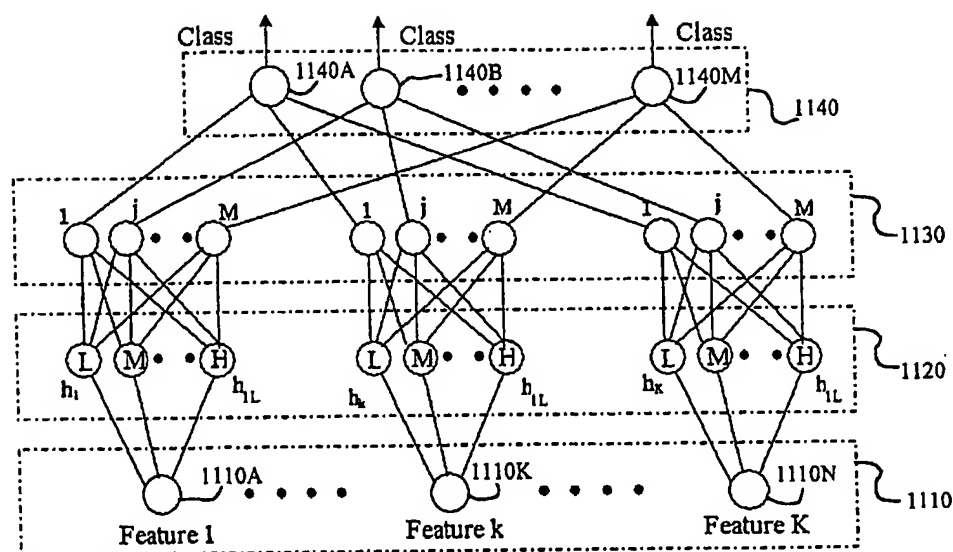 Class Class Class
1140A 1140B 1140M
1140
1 j M 1 j M 1 j M
1130
L M H L M H L M H
1120
h1 h1L hk h1L hK h1L
1110A 1110K 1110N
1110
Feature 1 Feature k Feature K